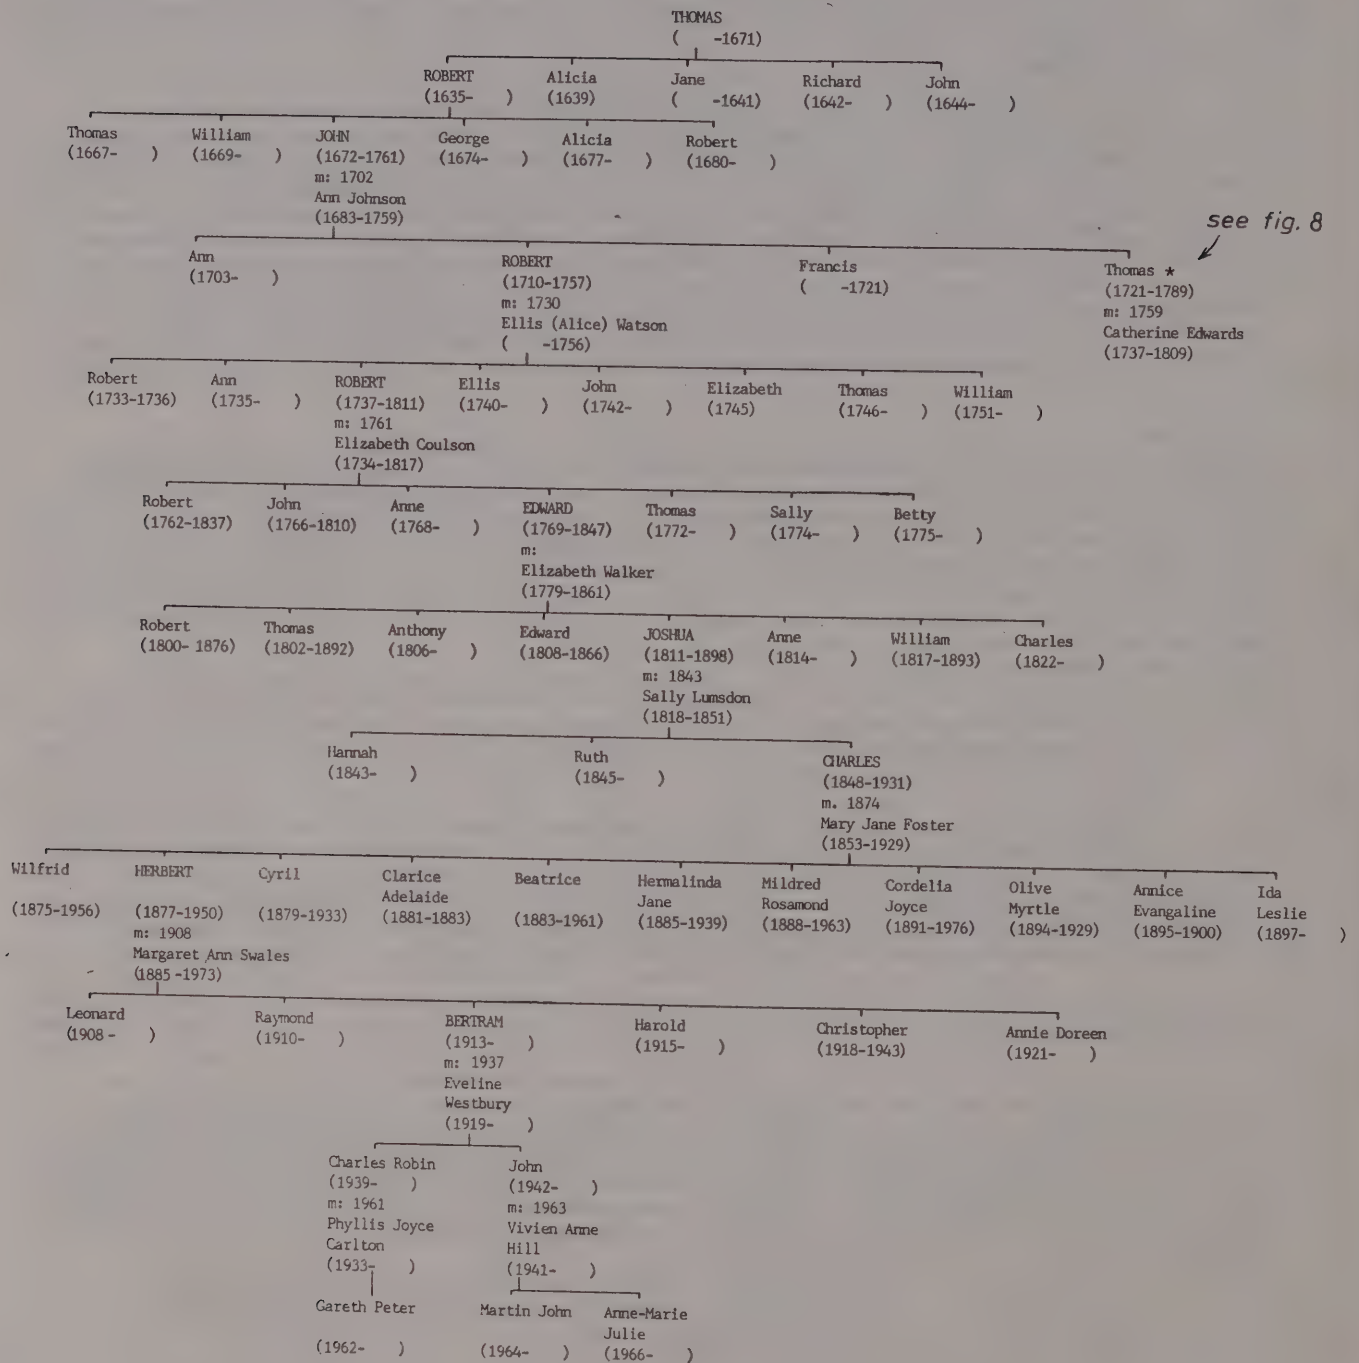 THOMAS
(    -1671)
ROBERT Alicia Jane Richard John
(1635-    ) (1639) (    -1641) (1642-    ) (1644-    )
Thomas William JOHN George Alicia Robert
(1667-    ) (1669-    ) (1672-1761) (1674-    ) (1677-    ) (1680-    )
m: 1702
Ann Johnson
(1683-1759)
see fig. 8
Ann ROBERT Francis Thomas *
(1703-    ) (1710-1757) (    -1721) (1721-1789)
m: 1730 m: 1759
Ellis (Alice) Watson Catherine Edwards
(    -1756) (1737-1809)
Robert Ann ROBERT Ellis John Elizabeth Thomas William
(1733-1736) (1735-    ) (1737-1811) (1740-    ) (1742-    ) (1745) (1746-    ) (1751-    )
m: 1761
Elizabeth Coulson
(1734-1817)
Robert John Anne EDWARD Thomas Sally Betty
(1762-1837) (1766-1810) (1768-    ) (1769-1847) (1772-    ) (1774-    ) (1775-    )
m:
Elizabeth Walker
(1779-1861)
Robert Thomas Anthony Edward JOSHUA Anne William Charles
(1800- 1876) (1802-1892) (1806-    ) (1808-1866) (1811-1898) (1814-    ) (1817-1893) (1822-    )
m: 1843
Sally Lumsdon
(1818-1851)
Hannah Ruth CHARLES
(1843-    ) (1845-    ) (1848-1931)
m. 1874
Mary Jane Foster
(1853-1929)
Wilfrid HERBERT Cyril Clarice Beatrice Hermalinda Mildred Cordelia Olive Annice Ida
Adelaide Jane Rosamond Joyce Myrtle Evangaline Leslie
(1875-1956) (1877-1950) (1879-1933) (1881-1883) (1883-1961) (1885-1939) (1888-1963) (1891-1976) (1894-1929) (1895-1900) (1897-    )
m: 1908
Margaret Ann Swales
(1885-1973)
Leonard Raymond BERTRAM Harold Christopher Annie Doreen
(1908-    ) (1910-    ) (1913-    ) (1915-    ) (1918-1943) (1921-    )
m: 1937
Eveline
Westbury
(1919-    )
Charles Robin John
(1939-    ) (1942-    )
m: 1961 m: 1963
Phyllis Joyce Vivien Anne
Carlton Hill
(1933-    ) (1941-    )
Gareth Peter Martin John Anne-Marie
Julie
(1962-    ) (1964-    ) (1966-    )